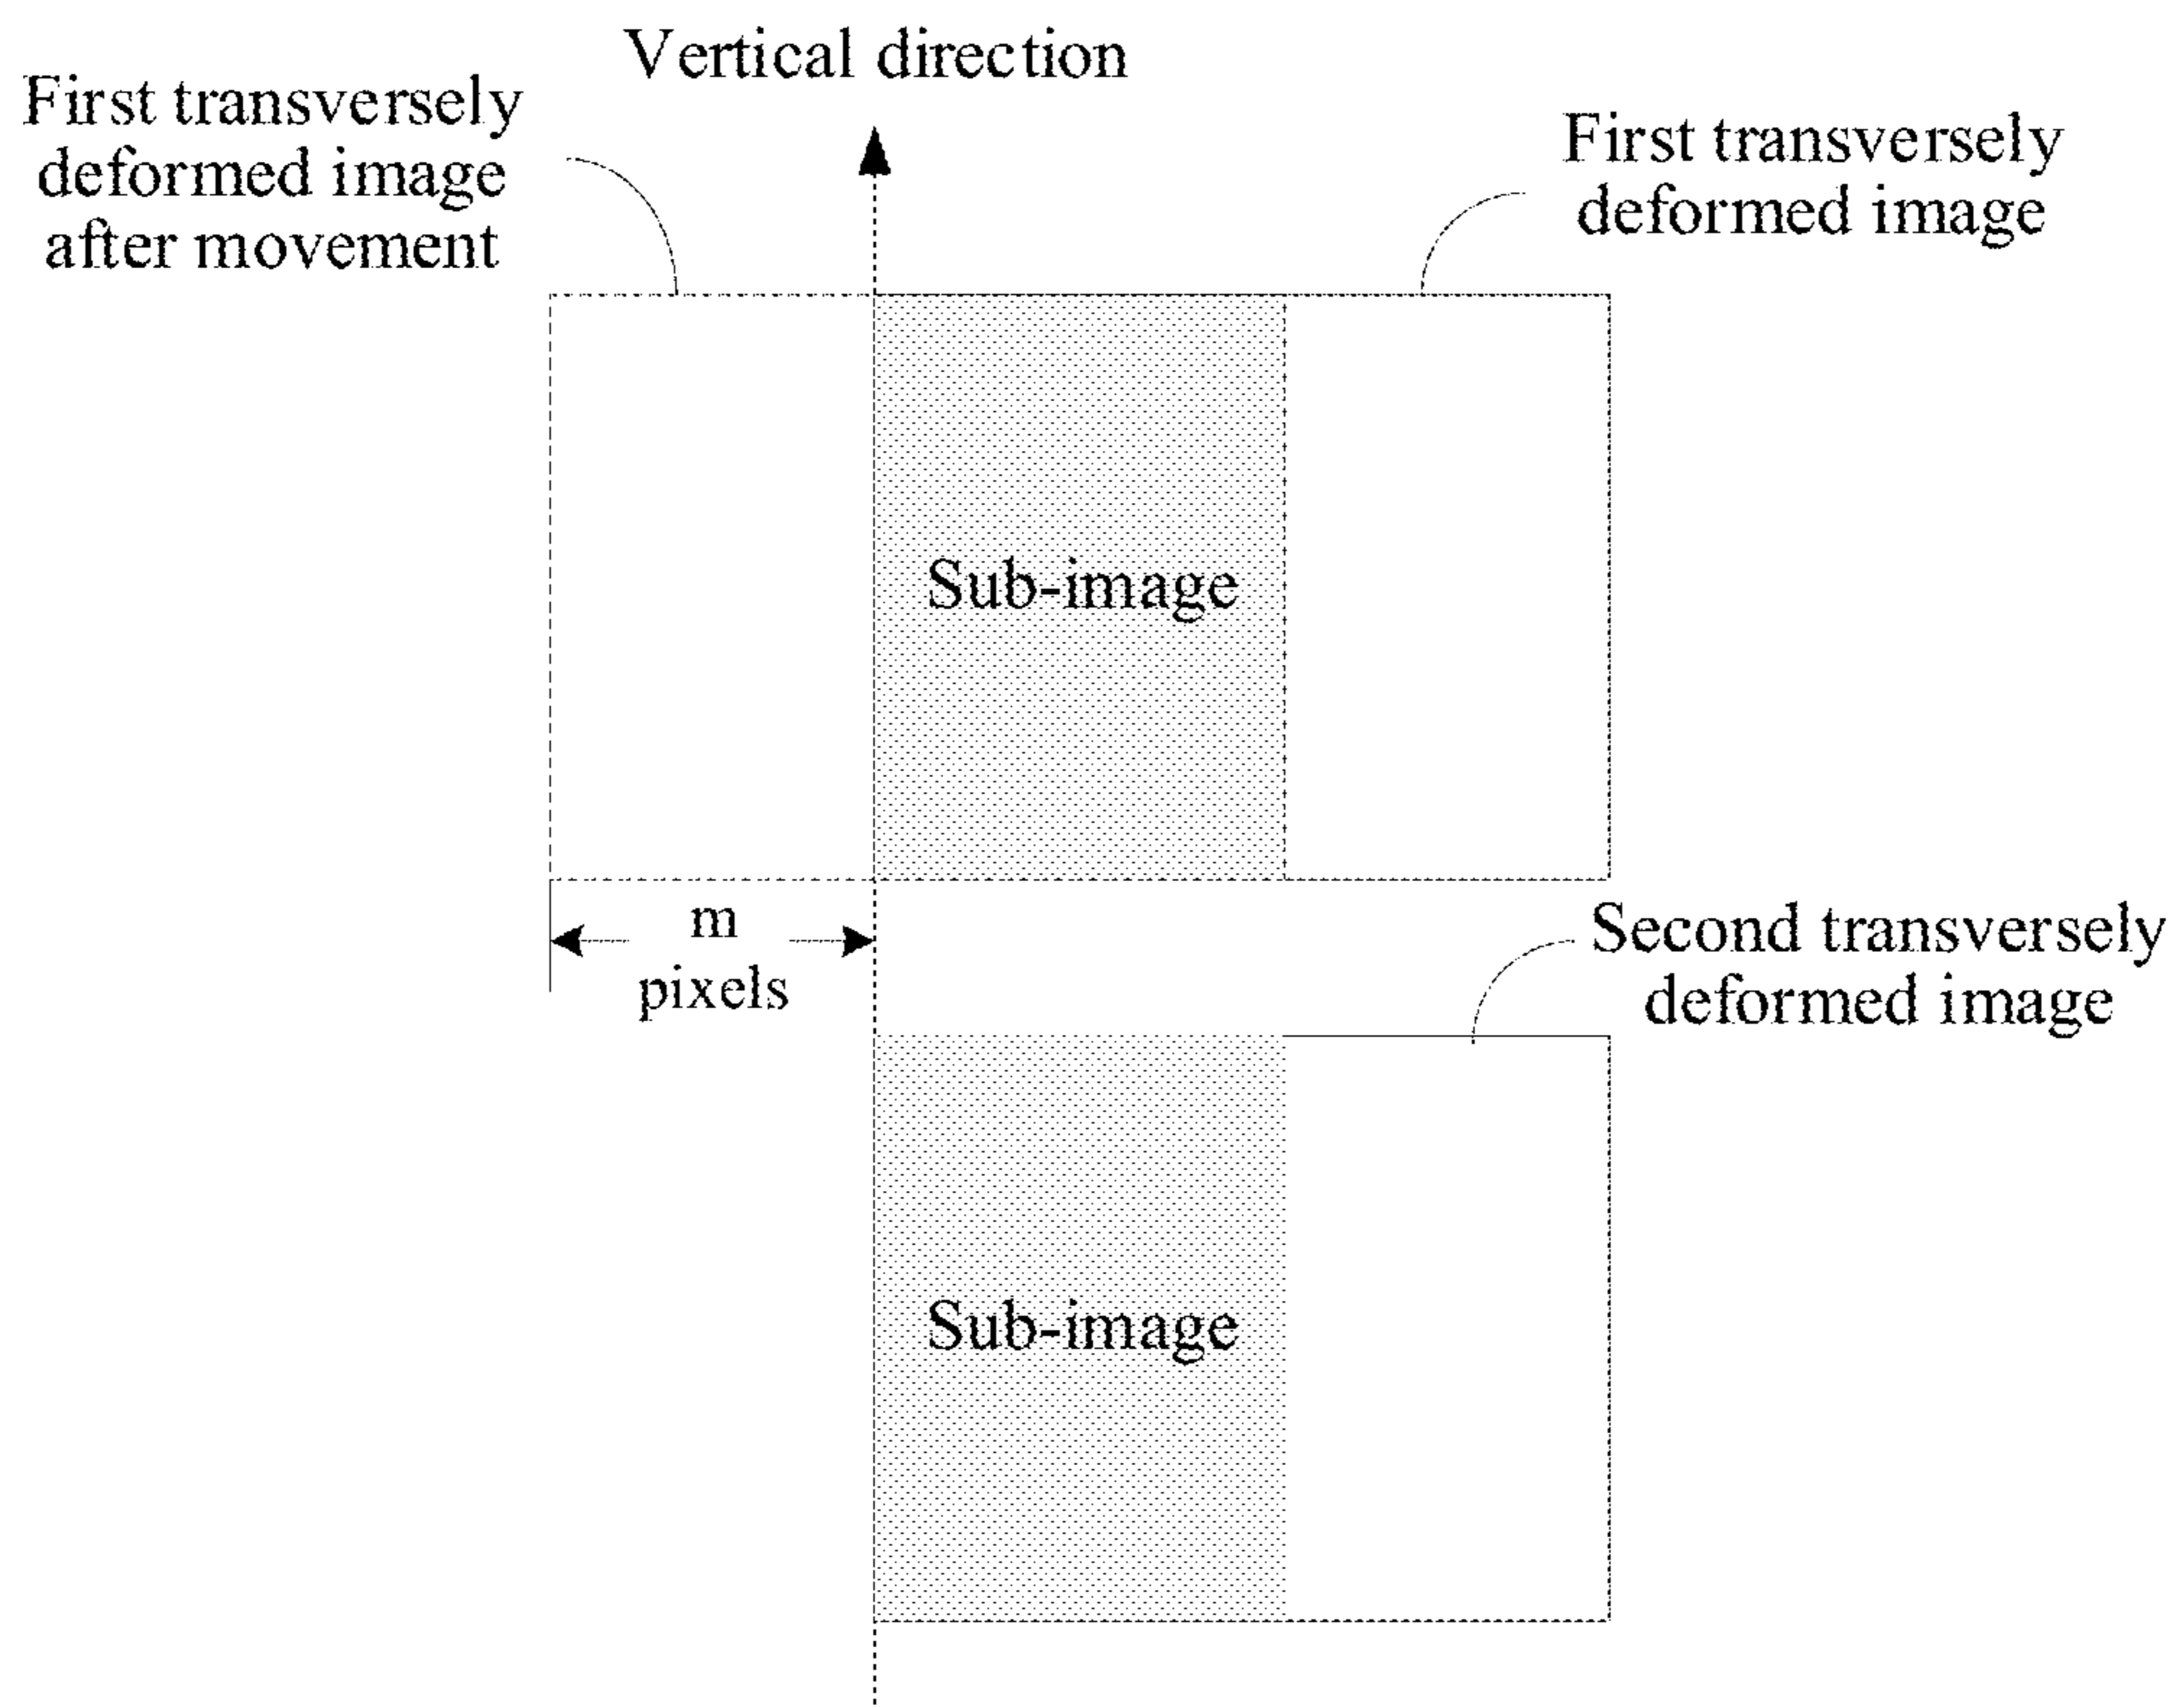 Vertical direction
First transversely
deformed image
after movement
First transversely
deformed image
Sub-image
m
pixels
Second transversely
deformed image
Sub-image